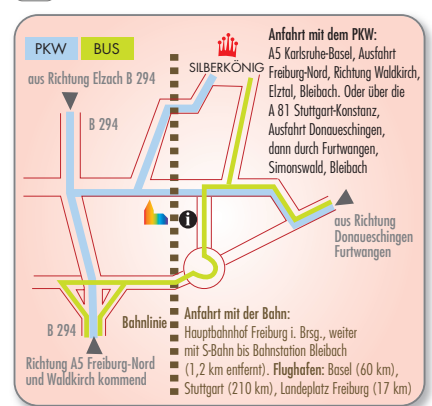 PKW
BUS
SILBERKÖNIG
Anfahrt mit dem PKW:
A5 Karlsruhe-Basel, Ausfahrt
Freiburg-Nord, Richtung Waldkirch,
Elztal, Bleibach. Oder über die
A 81 Stuttgart-Konstanz,
Ausfahrt Donaueschingen,
dann durch Furtwangen,
Simonswald, Bleibach
aus Richtung Elzach B 294
B 294
i
aus Richtung
Donaueschingen
Furtwangen
B 294
Bahnlinie
Richtung A5 Freiburg-Nord
und Waldkirch kommend
Anfahrt mit der Bahn:
Hauptbahnhof Freiburg i. Brsg., weiter
mit S-Bahn bis Bahnstation Bleibach
(1,2 km entfernt). Flughafen: Basel (60 km),
Stuttgart (210 km), Landeplatz Freiburg (17 km)